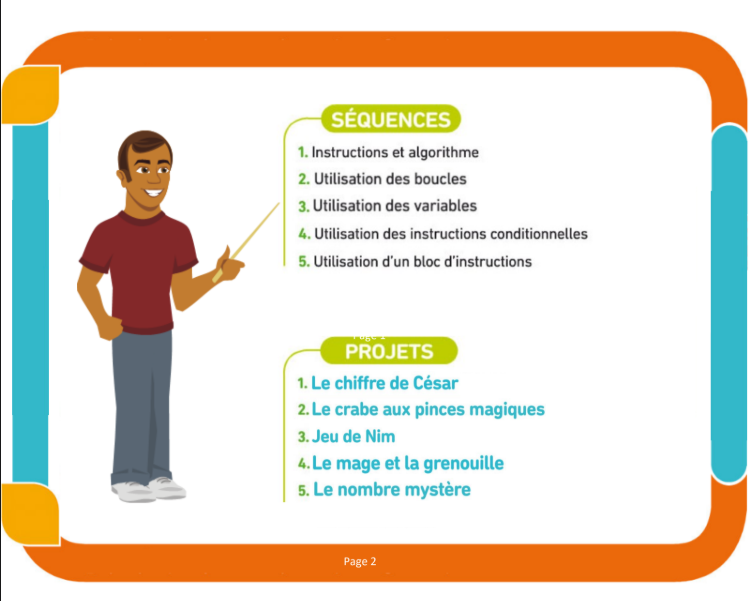 SÉQUENCES
1. Instructions et algorithme
2. Utilisation des boucles
3. Utilisation des variables
4. Utilisation des instructions conditionnelles
5. Utilisation d'un bloc d'instructions
Page 1
PROJETS
1. Le chiffre de César
2. Le crabe aux pinces magiques
3. Jeu de Nim
4. Le mage et la grenouille
5. Le nombre mystère
Page 2